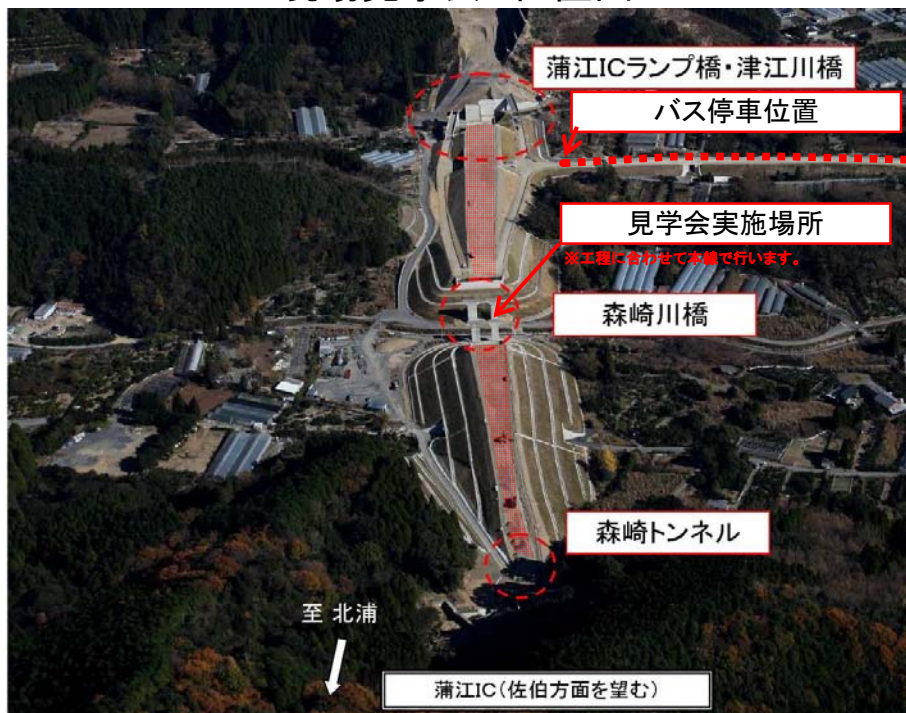 蒲江ICランプ橋・津江川橋
バス停車位置
見学会実施場所
※工程に合わせて本線で行います。
森崎川橋
森崎トンネル
至 北浦
蒲江IC(佐伯方面を望む)